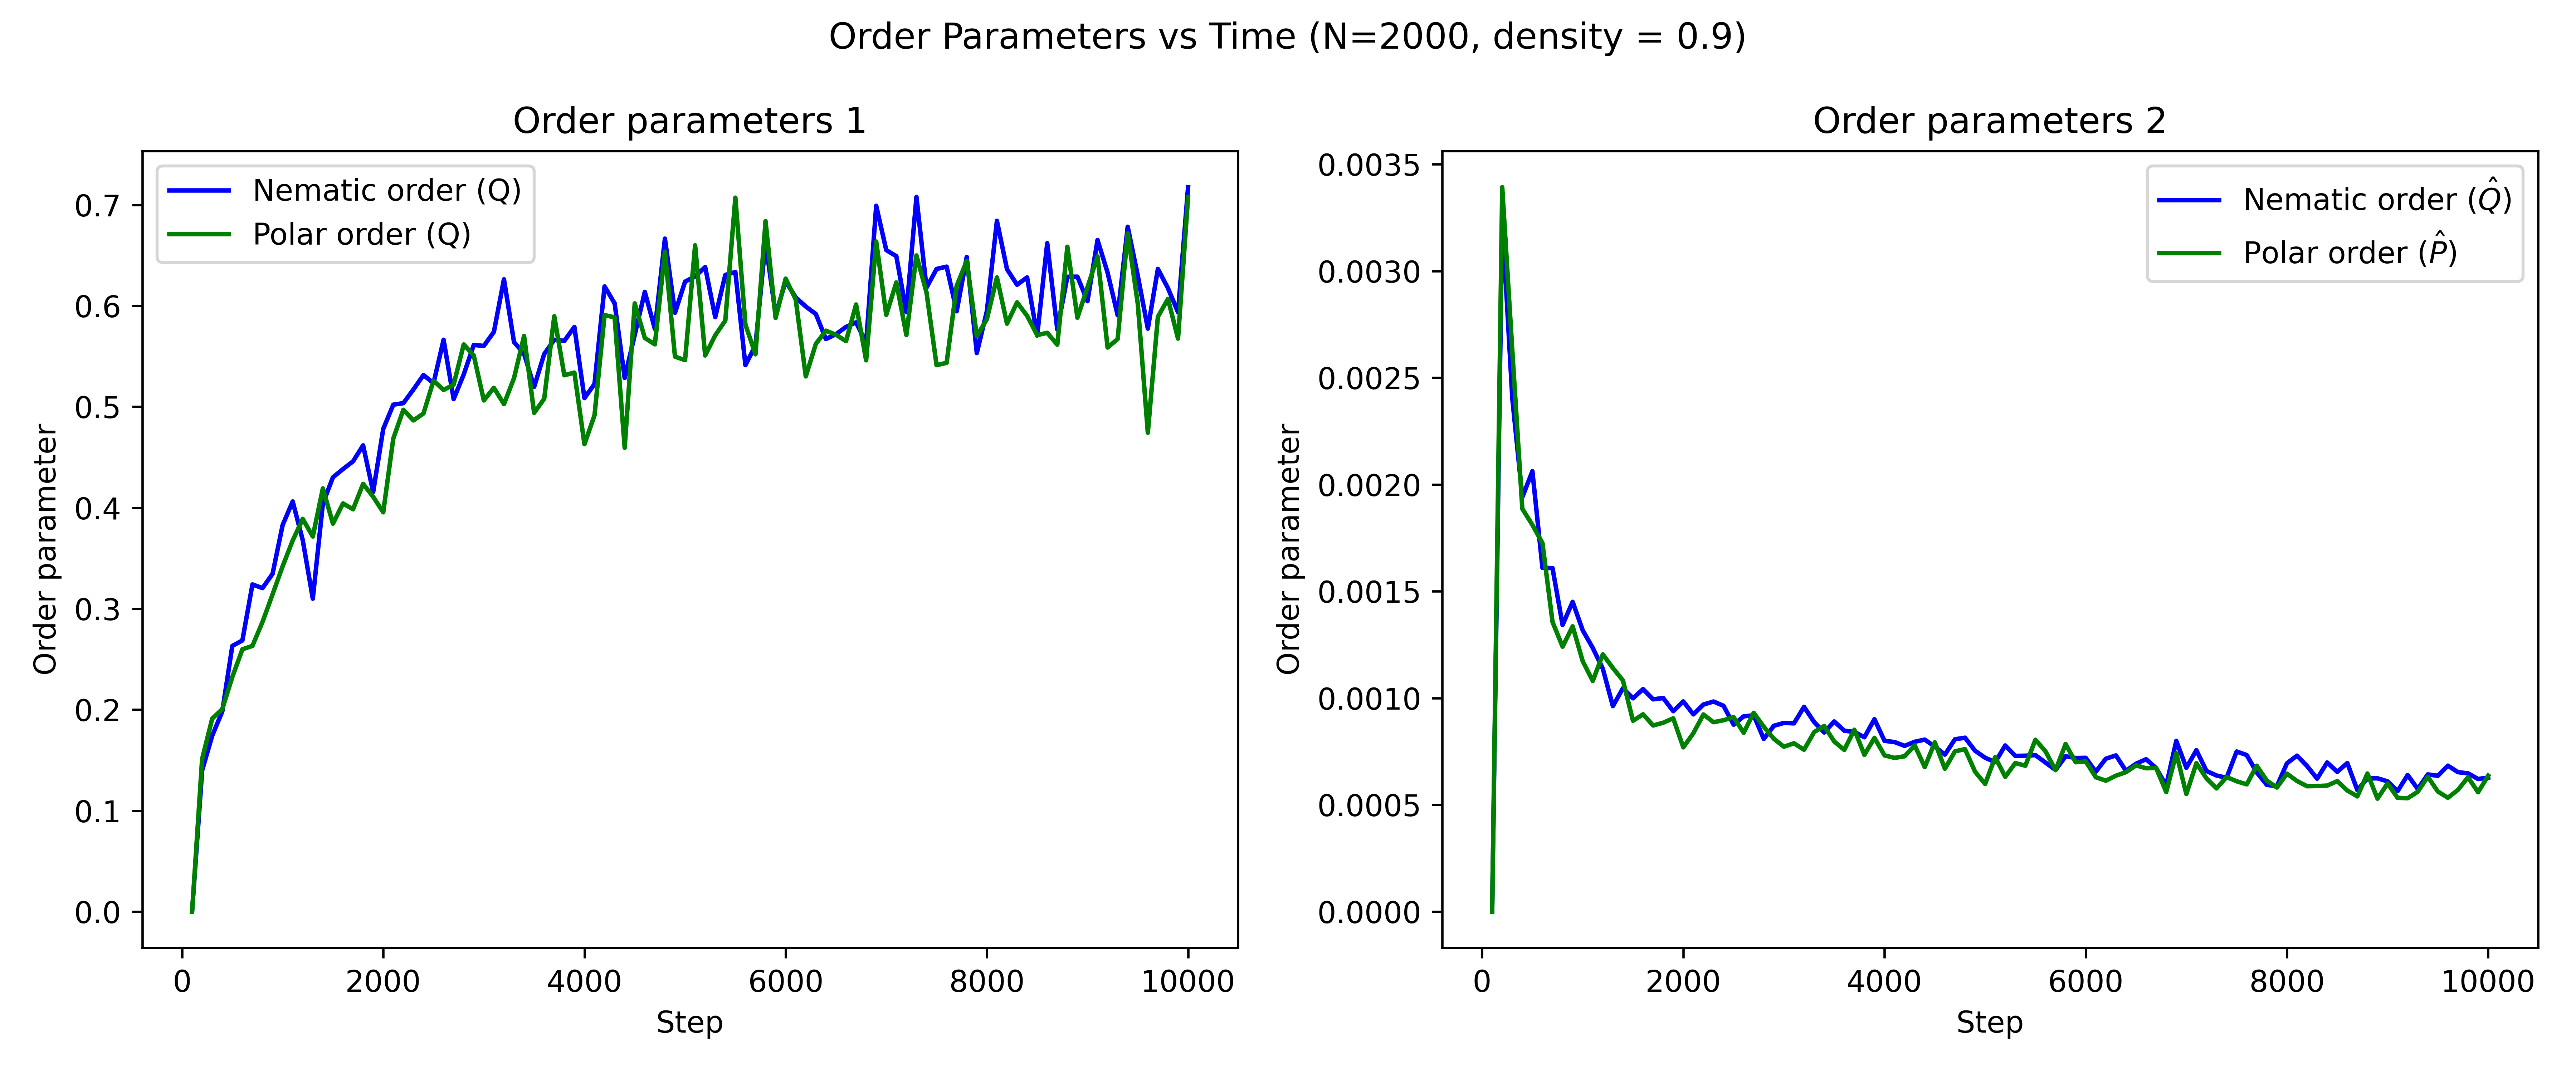 Order Parameters vs Time (N=2000, density = 0.9)
Order parameters 1
Order parameter
0.7
0.6
0.5
0.4
0.3
0.2
0.1
0.0
Nematic order (Q)
Polar order (Q)
0 2000 4000 6000 8000 10000
Step
Order parameters 2
Order parameter
0.0035
0.0030
0.0025
0.0020
0.0015
0.0010
0.0005
0.0000
Nematic order (Q̂)
Polar order (P̂)
0 2000 4000 6000 8000 10000
Step